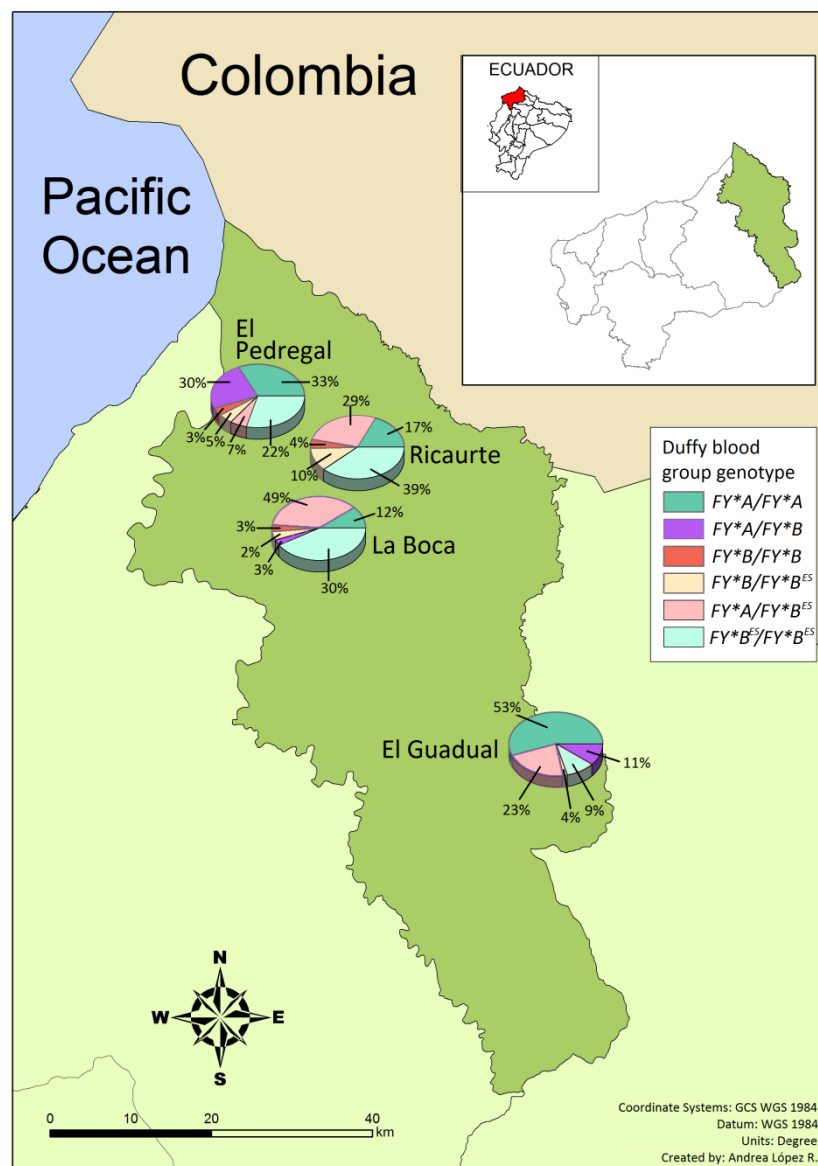 Colombia
ECUADOR
Pacific
Ocean
El
Pedregal
30%
33%
3%
5%
7%
22%
29%
17%
4%
Ricaurte
10%
39%
49%
12%
3%
La Boca
2%
3%
30%
Duffy blood
group genotype
FY*A/FY*A
FY*A/FY*B
FY*B/FY*B
FY*B/FY*B^ES
FY*A/FY*B^ES
FY*B^ES/FY*B^ES
53%
El Guadual
11%
23%
4%
9%
N
W
E
S
0 10 20 40
km
Coordinate Systems: GCS WGS 1984
Datum: WGS 1984
Units: Degree
Created by: Andrea López R.